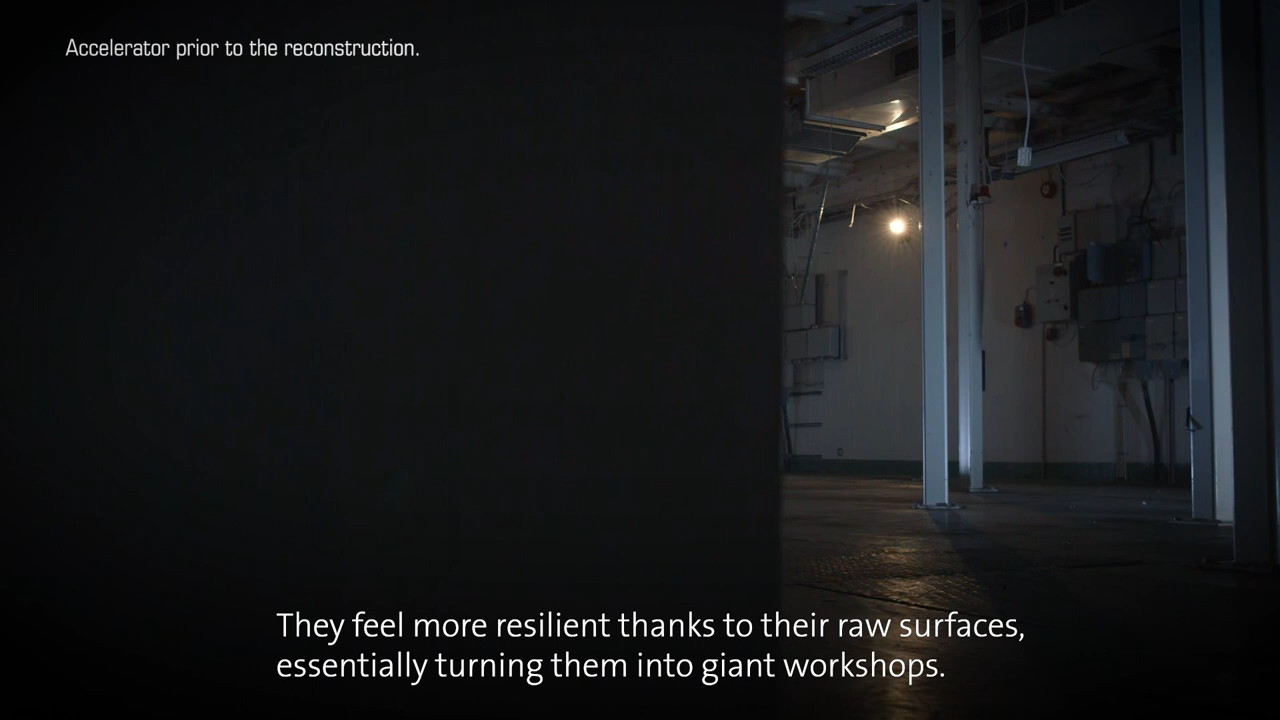 Accelerator prior to the reconstruction.
They feel more resilient thanks to their raw surfaces,
essentially turning them into giant workshops.